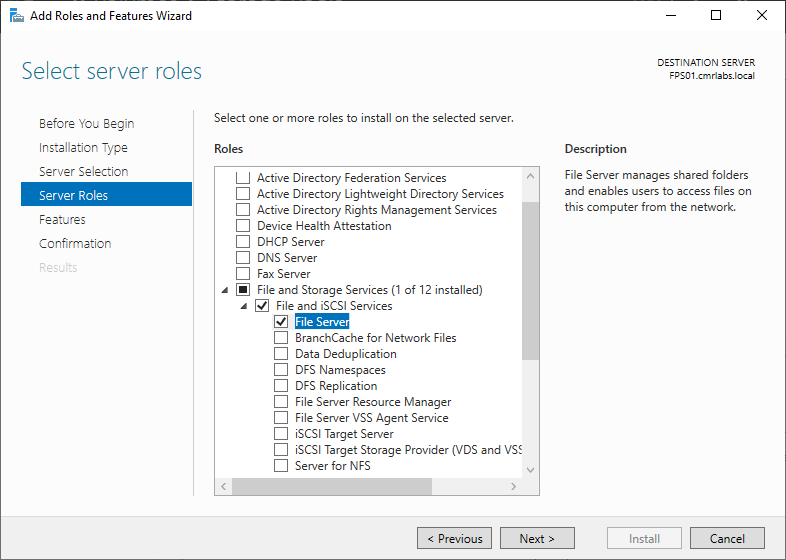 Add Roles and Features Wizard
Select server roles
DESTINATION SERVER
FPS01.cmrlabs.local
Before You Begin
Installation Type
Server Selection
Server Roles
Features
Confirmation
Results
Select one or more roles to install on the selected server.
Roles
Active Directory Federation Services
Active Directory Lightweight Directory Services
Active Directory Rights Management Services
Device Health Attestation
DHCP Server
DNS Server
Fax Server
File and Storage Services (1 of 12 installed)
File and iSCSI Services
File Server
BranchCache for Network Files
Data Deduplication
DFS Namespaces
DFS Replication
File Server Resource Manager
File Server VSS Agent Service
iSCSI Target Server
iSCSI Target Storage Provider (VDS and VSS
Server for NFS
Description
File Server manages shared folders
and enables users to access files on
this computer from the network.
< Previous
Next >
Install
Cancel